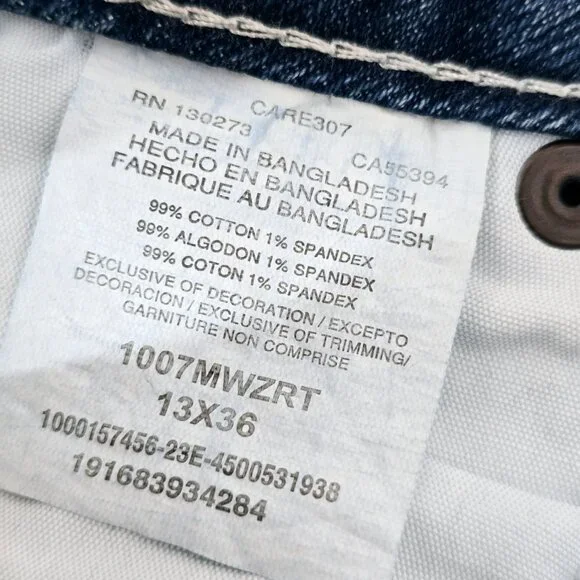 CARE307
RN 130273 CA55394
MADE IN BANGLADESH
HECHO EN BANGLADESH
FABRIQUE AU BANGLADESH
99% COTTON 1% SPANDEX
99% ALGODON 1% SPANDEX
99% COTON 1% SPANDEX
EXCLUSIVE OF DECORATION / EXCEPTO
DECORACION / EXCLUSIVE OF TRIMMING/
GARNITURE NON COMPRISE
1007MWZRT
13X36
1000157456-23E-4500531938
191683934284